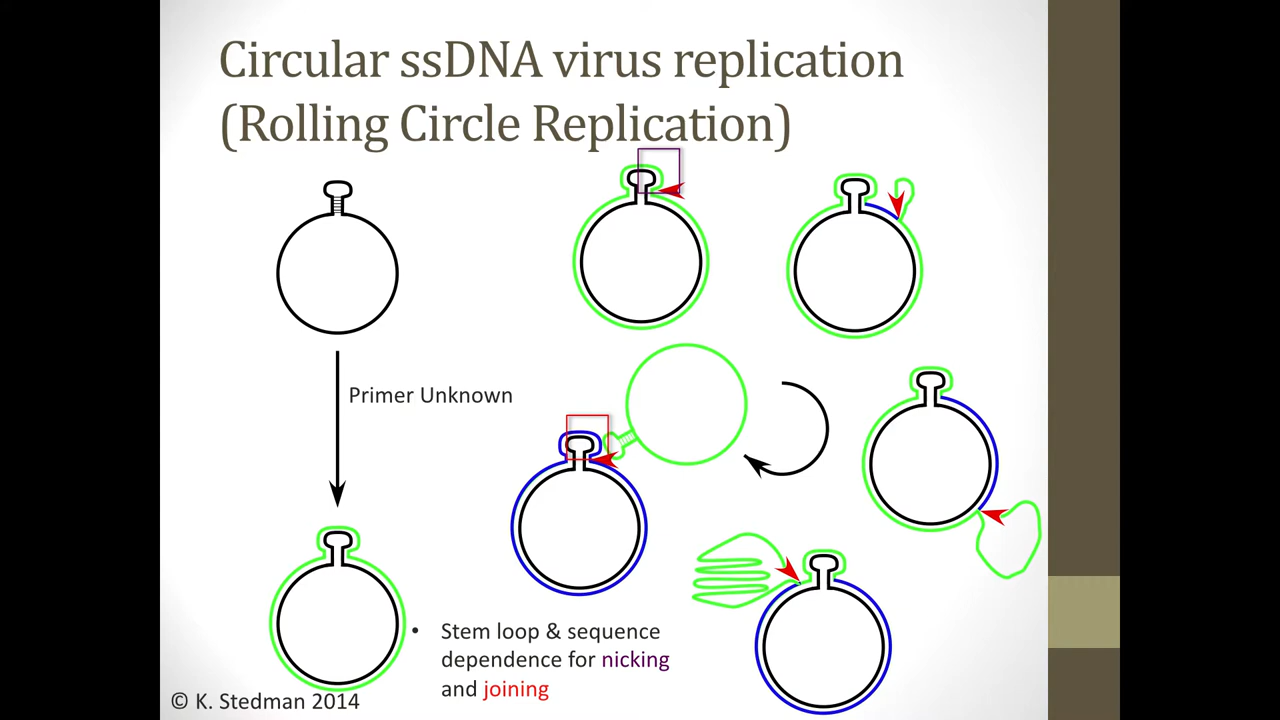 Circular ssDNA virus replication
(Rolling Circle Replication)
Primer Unknown
• Stem loop & sequence
dependence for nicking
and joining
© K. Stedman 2014